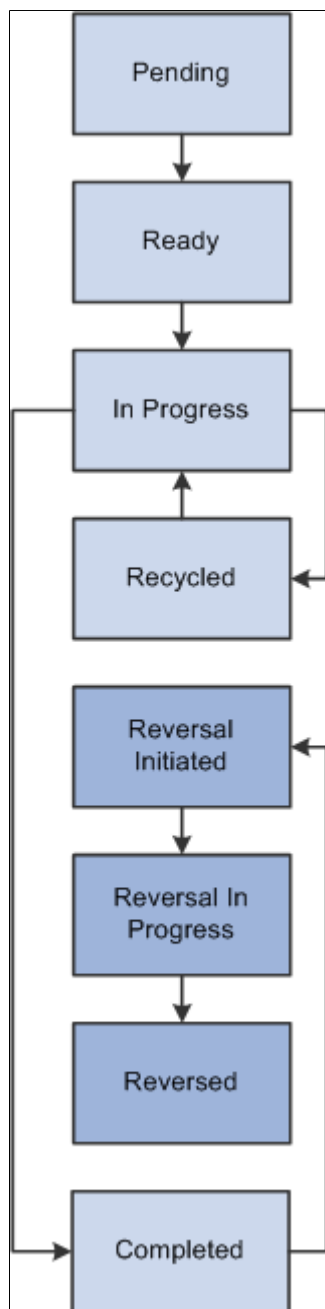 Pending
Ready
In Progress
Recycled
Reversal
Initiated
Reversal In
Progress
Reversed
Completed